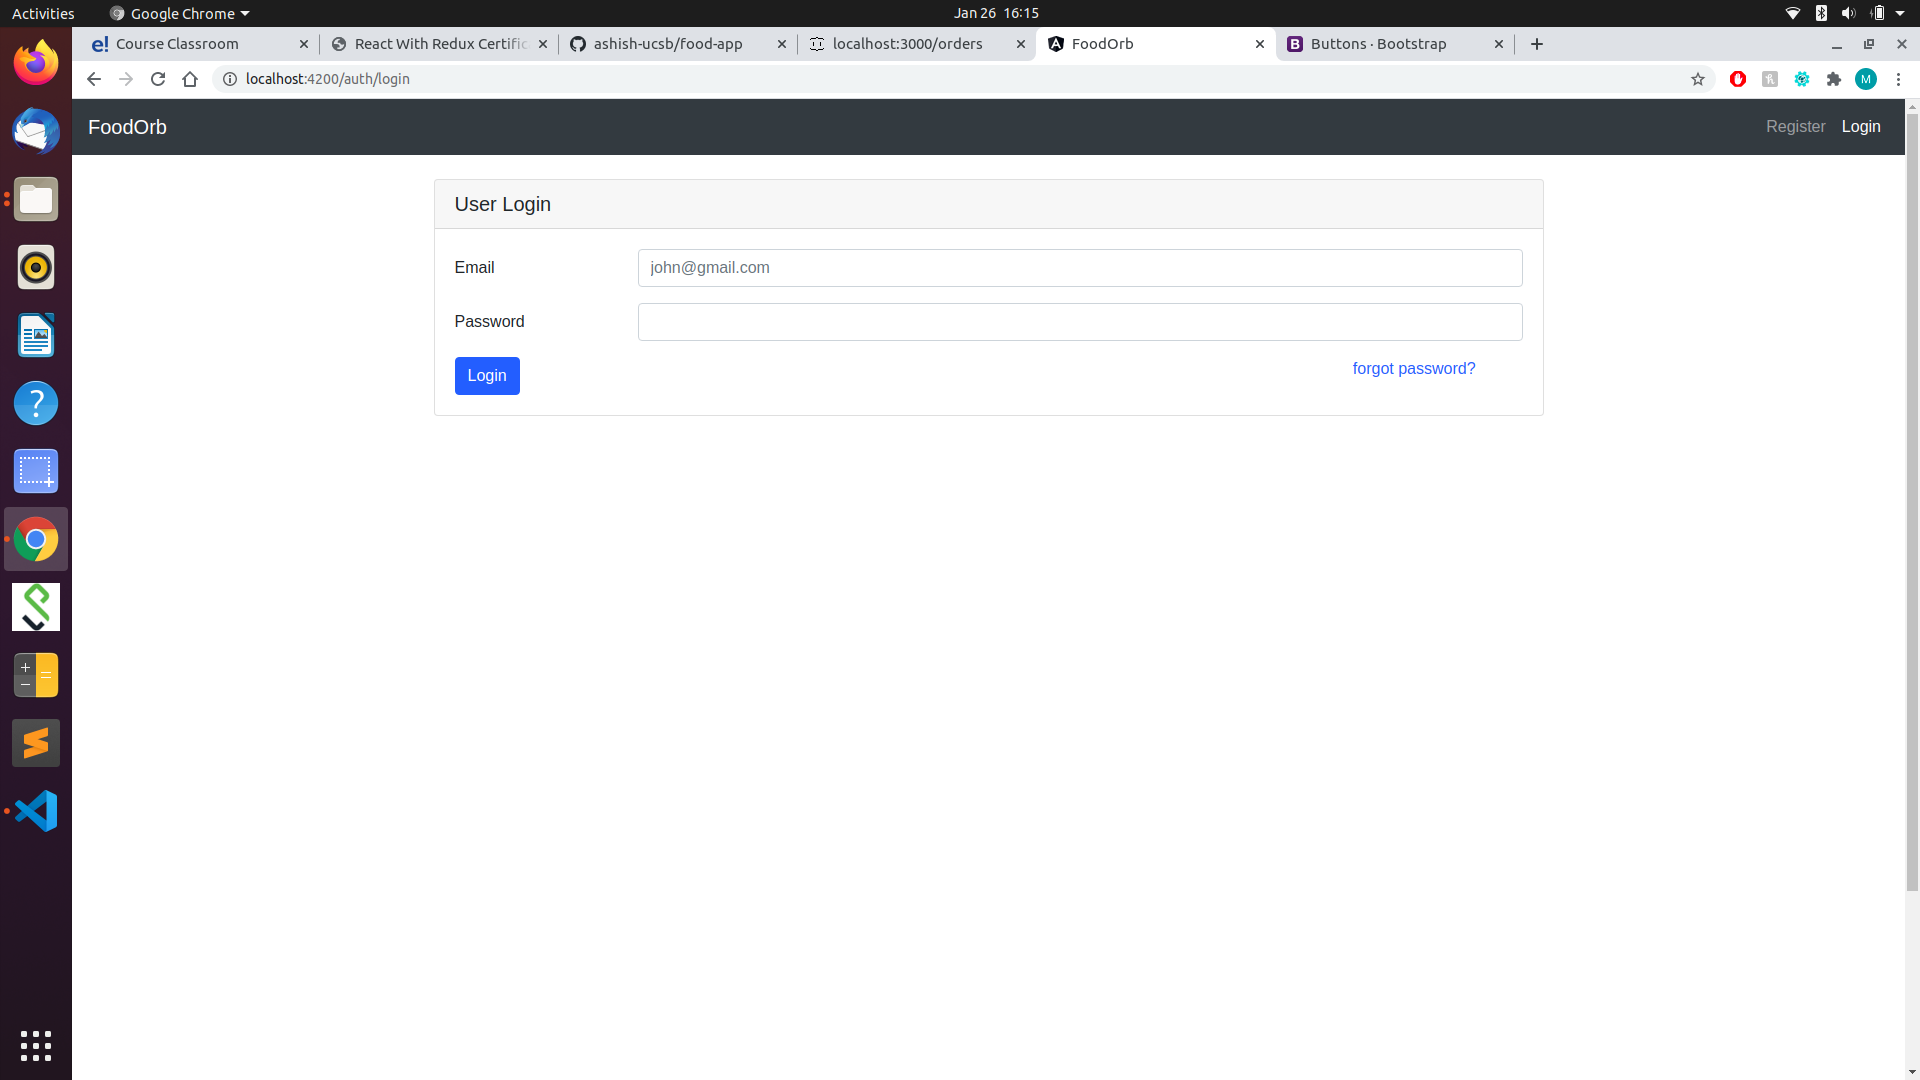 Activities Google Chrome Jan 26 16:15
Course Classroom React With Redux Certific ashish-ucsb/food-app localhost:3000/orders FoodOrb Buttons · Bootstrap
localhost:4200/auth/login M
FoodOrb Register Login
User Login
Email john@gmail.com
Password
Login forgot password?